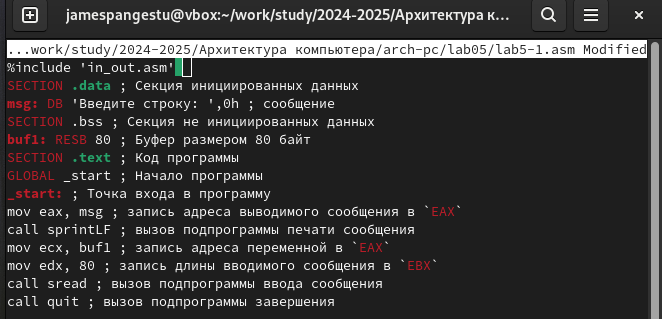 jamespangestu@vbox:~/work/study/2024-2025/Архитектура к...
...work/study/2024-2025/Архитектура компьютера/arch-pc/lab05/lab5-1.asm Modified
%include 'in_out.asm'
SECTION .data ; Секция инициированных данных
msg: DB 'Введите строку: ',0h ; сообщение
SECTION .bss ; Секция не инициированных данных
buf1: RESB 80 ; Буфер размером 80 байт
SECTION .text ; Код программы
GLOBAL _start ; Начало программы
_start: ; Точка входа в программу
mov eax, msg ; запись адреса выводимого сообщения в `EAX`
call sprintLF ; вызов подпрограммы печати сообщения
mov ecx, buf1 ; запись адреса переменной в `EAX`
mov edx, 80 ; запись длины вводимого сообщения в `EBX`
call sread ; вызов подпрограммы ввода сообщения
call quit ; вызов подпрограммы завершения